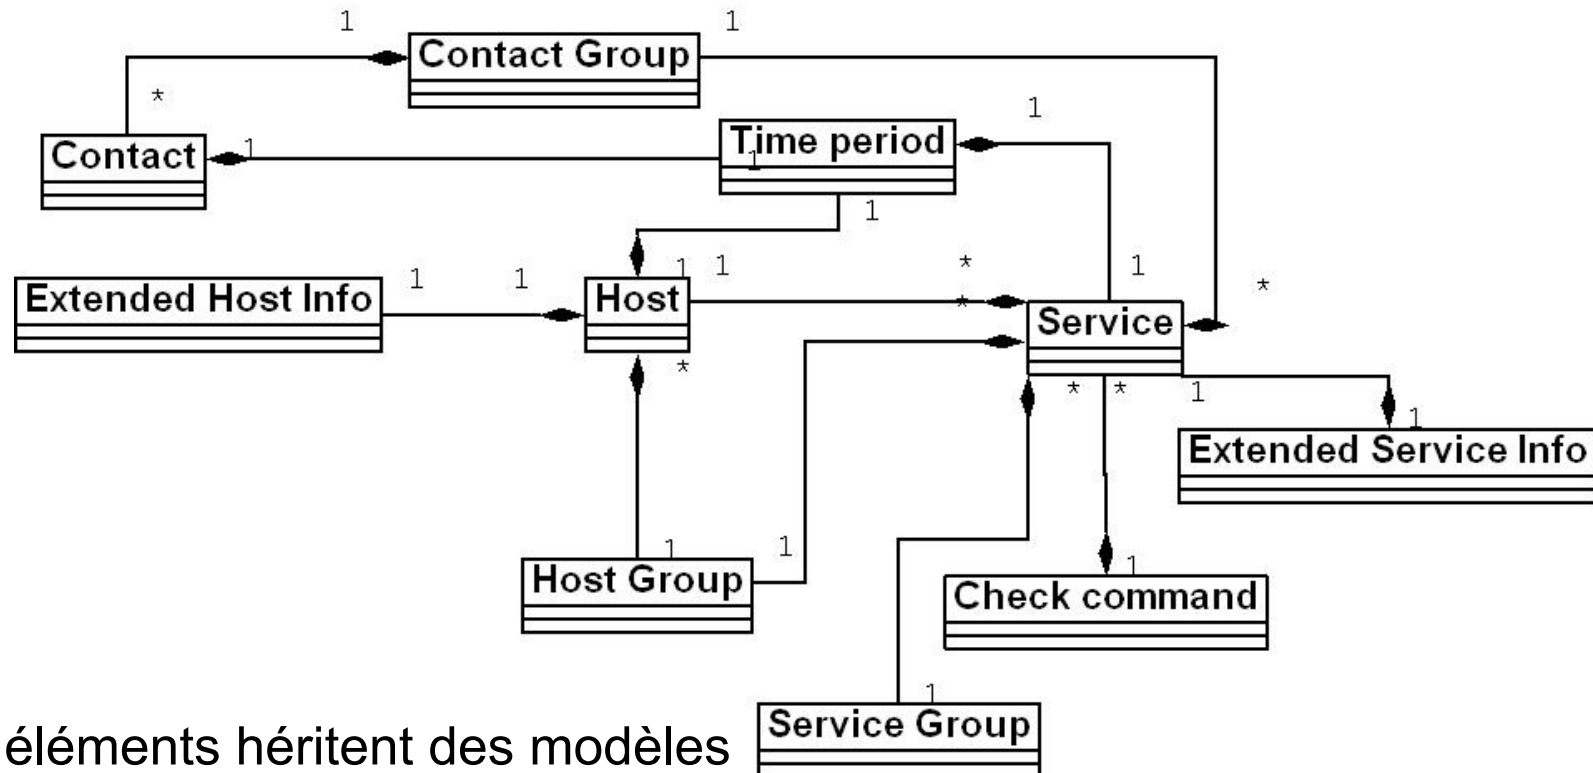 1
1
Contact Group
*
1
Contact
1
Time period
1
1
1
1
1
*
1
*
Extended Host Info
1
1
Host
*
Service
*
*
*
1
1
Extended Service Info
1
1
Host Group
1
Check command
1
Service Group
éléments héritent des modèles